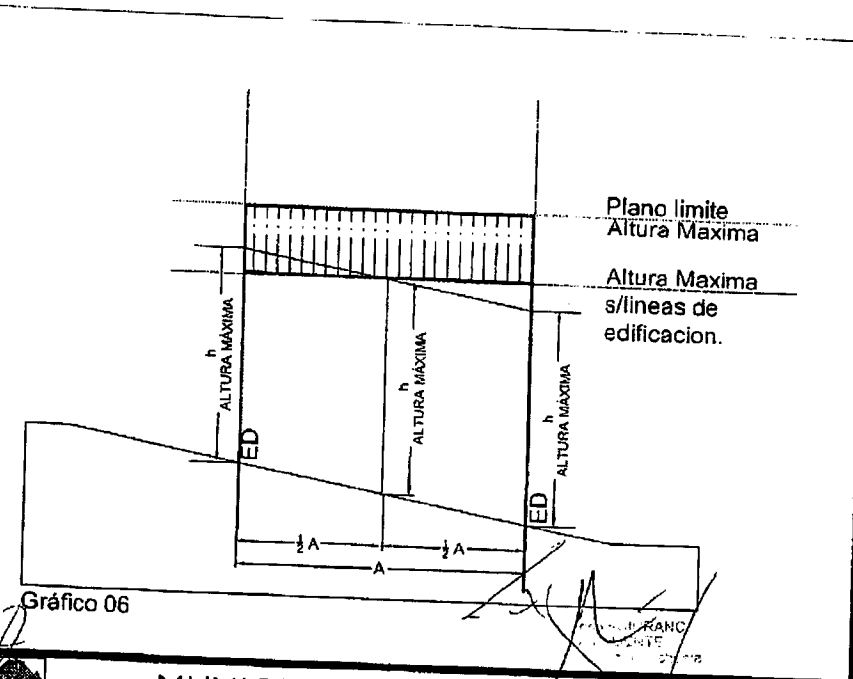 Plano limite
Altura Maxima
Altura Maxima
s/lineas de
edificacion.
h
ALTURA MÁXIMA
h
ALTURA MÁXIMA
h
ALTURA MÁXIMA
ED
ED
½ A
½ A
A
Gráfico 06